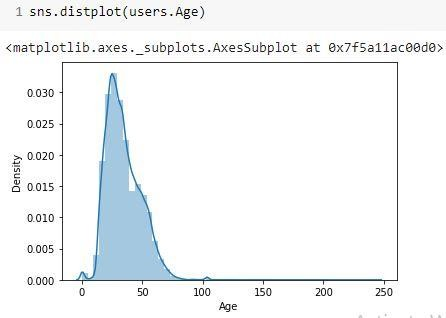 1 sns.distplot(users.Age)
<matplotlib.axes._subplots.AxesSubplot at 0x7f5a11ac00d0>
0.030
0.025
0.020
0.015
0.010
0.005
0.000
Density
0 50 100 150 200 250
Age